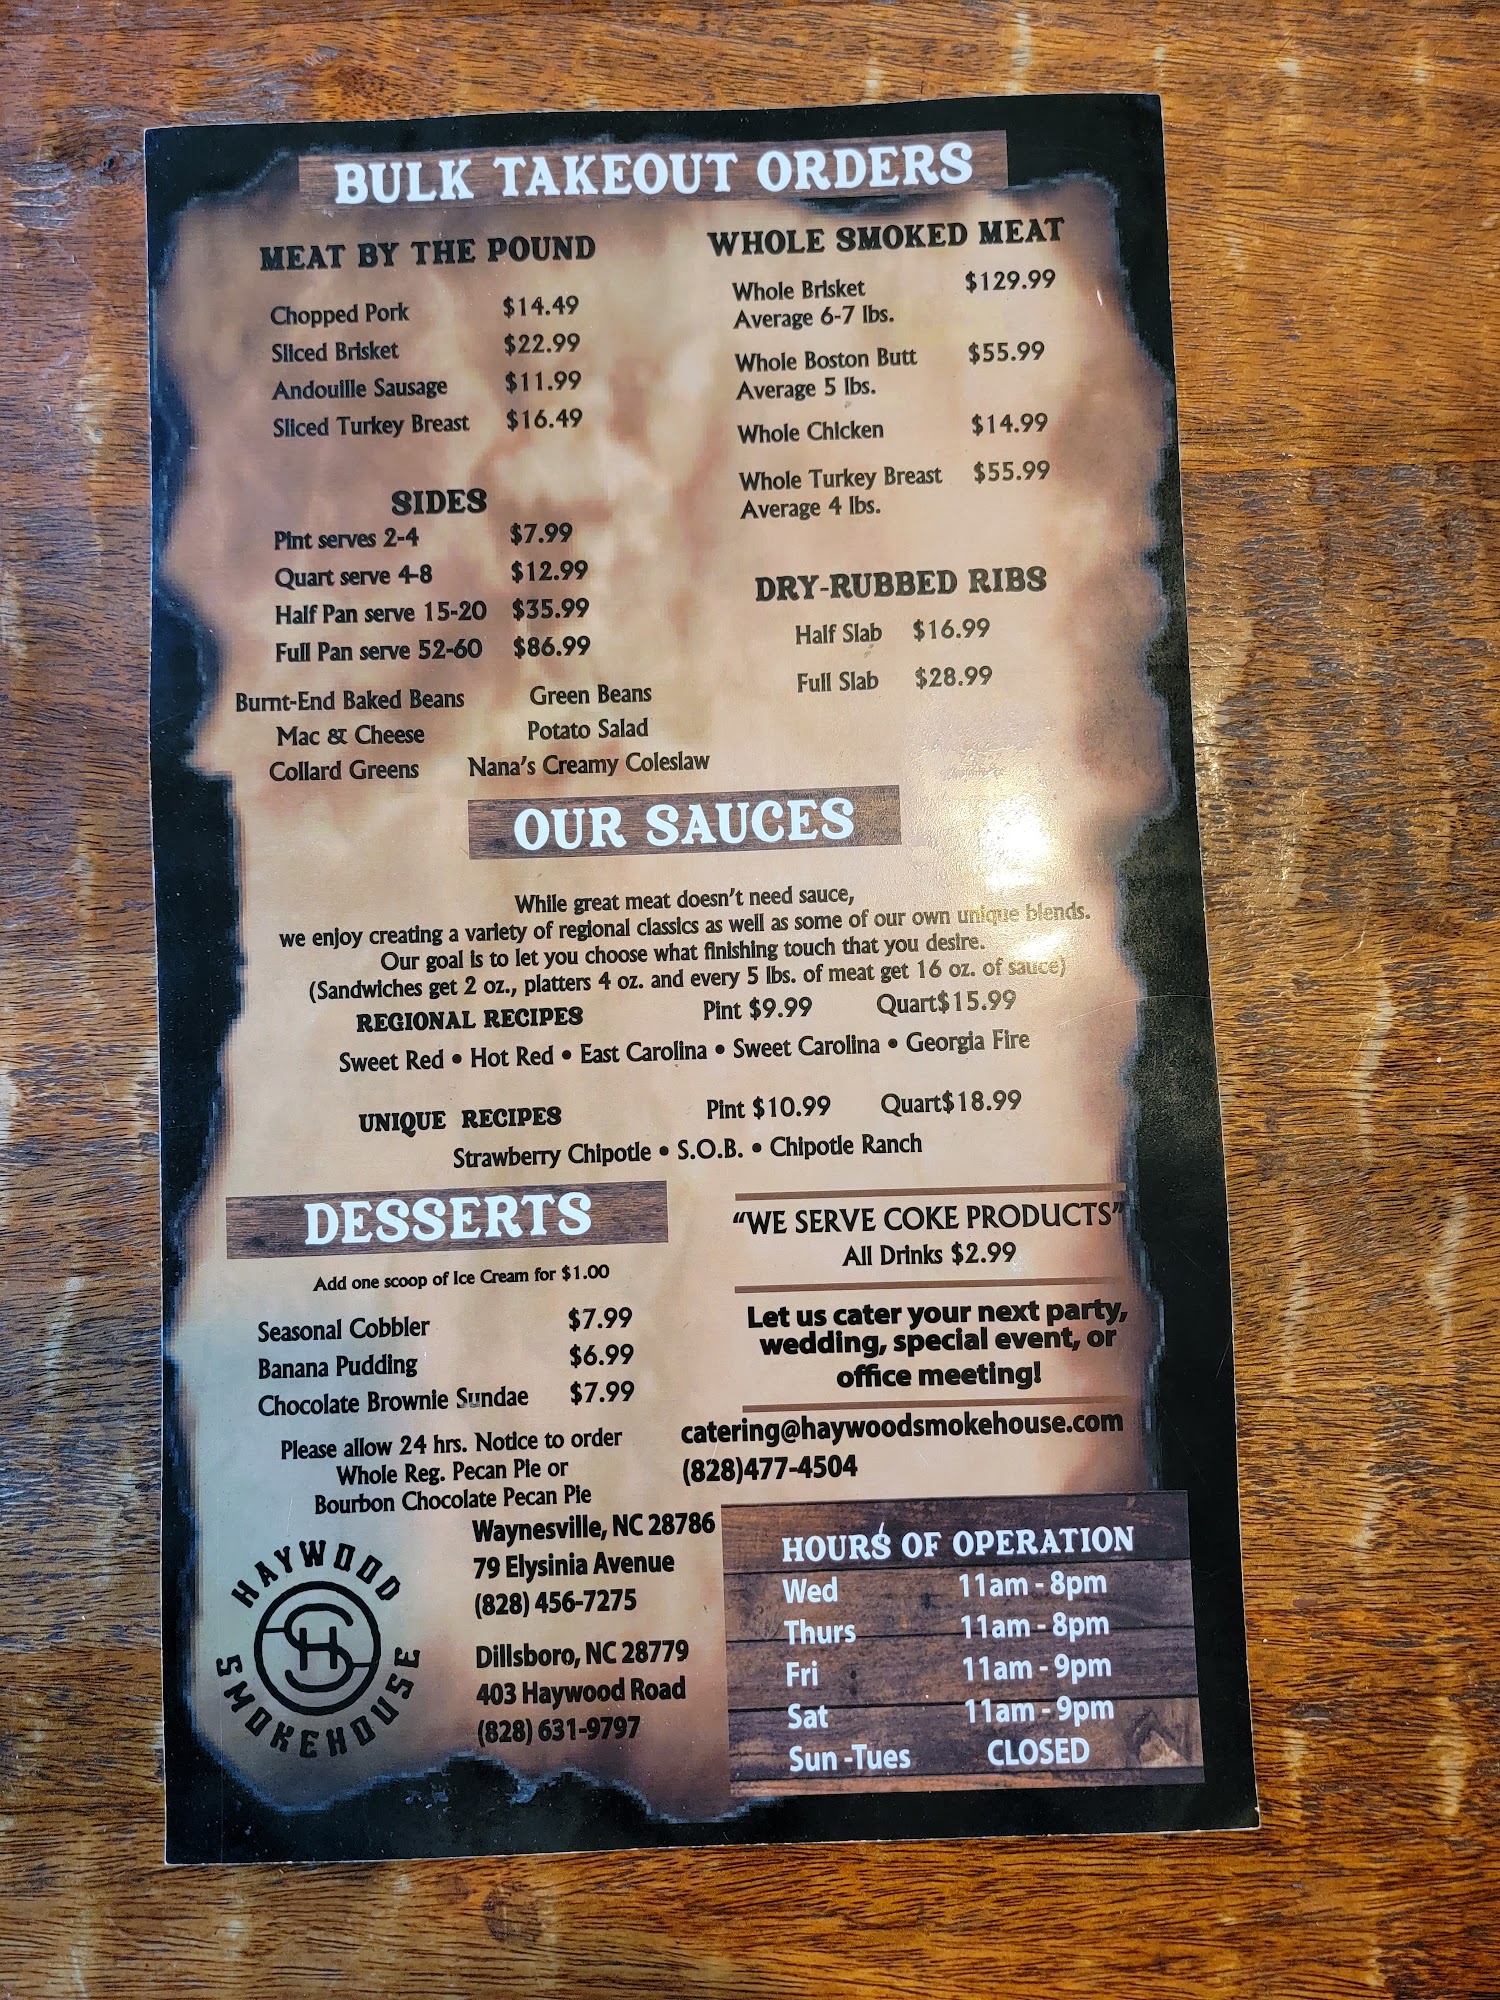 BULK TAKEOUT ORDERS
MEAT BY THE POUND
Chopped Pork $14.49
Sliced Brisket $22.99
Andouille Sausage $11.99
Sliced Turkey Breast $16.49
SIDES
Pint serves 2-4 $7.99
Quart serve 4-8 $12.99
Half Pan serve 15-20 $35.99
Full Pan serve 52-60 $86.99
Burnt-End Baked Beans Green Beans
Mac & Cheese Potato Salad
Collard Greens Nana's Creamy Coleslaw
WHOLE SMOKED MEAT
Whole Brisket $129.99
Average 6-7 lbs.
Whole Boston Butt $55.99
Average 5 lbs.
Whole Chicken $14.99
Whole Turkey Breast $55.99
Average 4 lbs.
DRY-RUBBED RIBS
Half Slab $16.99
Full Slab $28.99
OUR SAUCES
While great meat doesn't need sauce,
we enjoy creating a variety of regional classics as well as some of our own unique blends.
Our goal is to let you choose what finishing touch that you desire.
(Sandwiches get 2 oz., platters 4 oz. and every 5 lbs. of meat get 16 oz. of sauce)
REGIONAL RECIPES Pint $9.99 Quart$15.99
Sweet Red • Hot Red • East Carolina • Sweet Carolina • Georgia Fire
UNIQUE RECIPES Pint $10.99 Quart$18.99
Strawberry Chipotle • S.O.B. • Chipotle Ranch
DESSERTS
Add one scoop of Ice Cream for $1.00
Seasonal Cobbler $7.99
Banana Pudding $6.99
Chocolate Brownie Sundae $7.99
Please allow 24 hrs. Notice to order
Whole Reg. Pecan Pie or
Bourbon Chocolate Pecan Pie
"WE SERVE COKE PRODUCTS"
All Drinks $2.99
Let us cater your next party,
wedding, special event, or
office meeting!
catering@haywoodsmokehouse.com
(828)477-4504
HAYWOOD
SH
SMOKEHOUSE
Waynesville, NC 28786
79 Elysinia Avenue
(828) 456-7275
Dillsboro, NC 28779
403 Haywood Road
(828) 631-9797
HOURS OF OPERATION
Wed 11am - 8pm
Thurs 11am - 8pm
Fri 11am - 9pm
Sat 11am - 9pm
Sun -Tues CLOSED